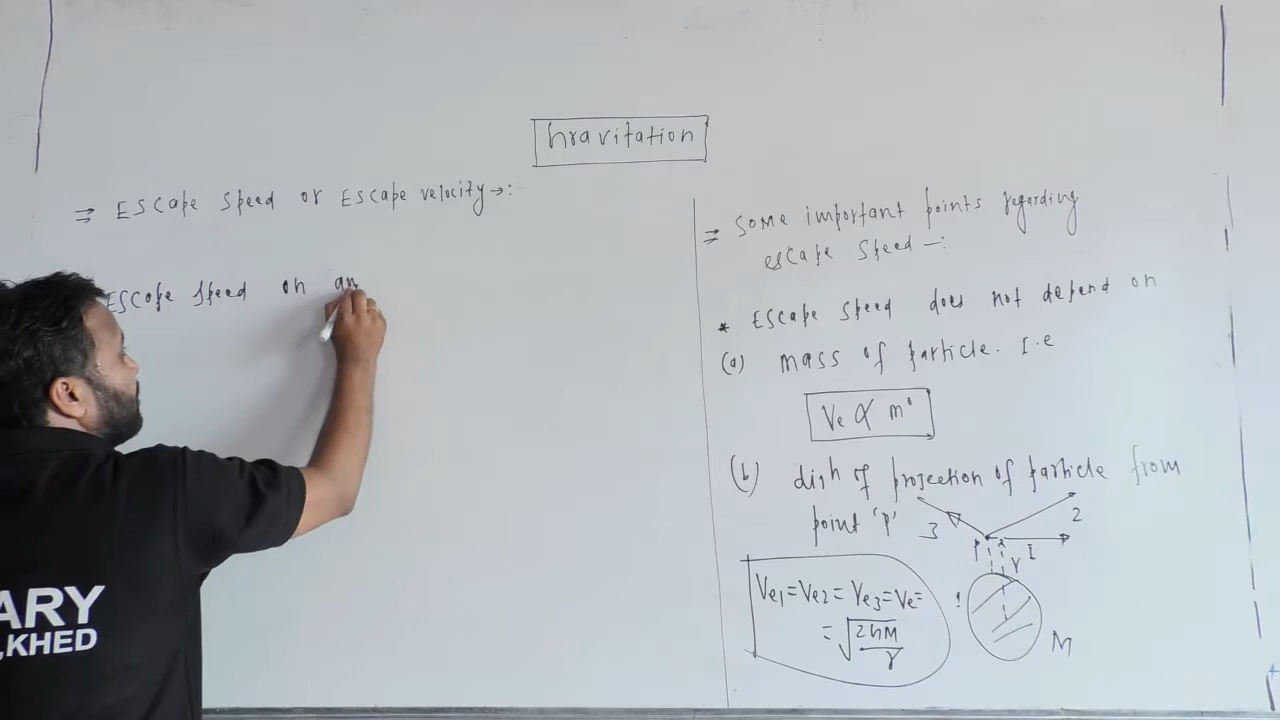 Gravitation
⇒ Escape speed or Escape velocity →:
Escape speed on an
⇒ Some important points regarding
escape speed -:
* Escape speed does not depend on
(a) mass of particle. I.e
Ve ∝ m⁰
(b) dirⁿ of projection of particle from
point 'P'
3
2
P
1
r
Ve1 = Ve2 = Ve3 = Ve =
= √2GM/r
M
ARY
,KHED